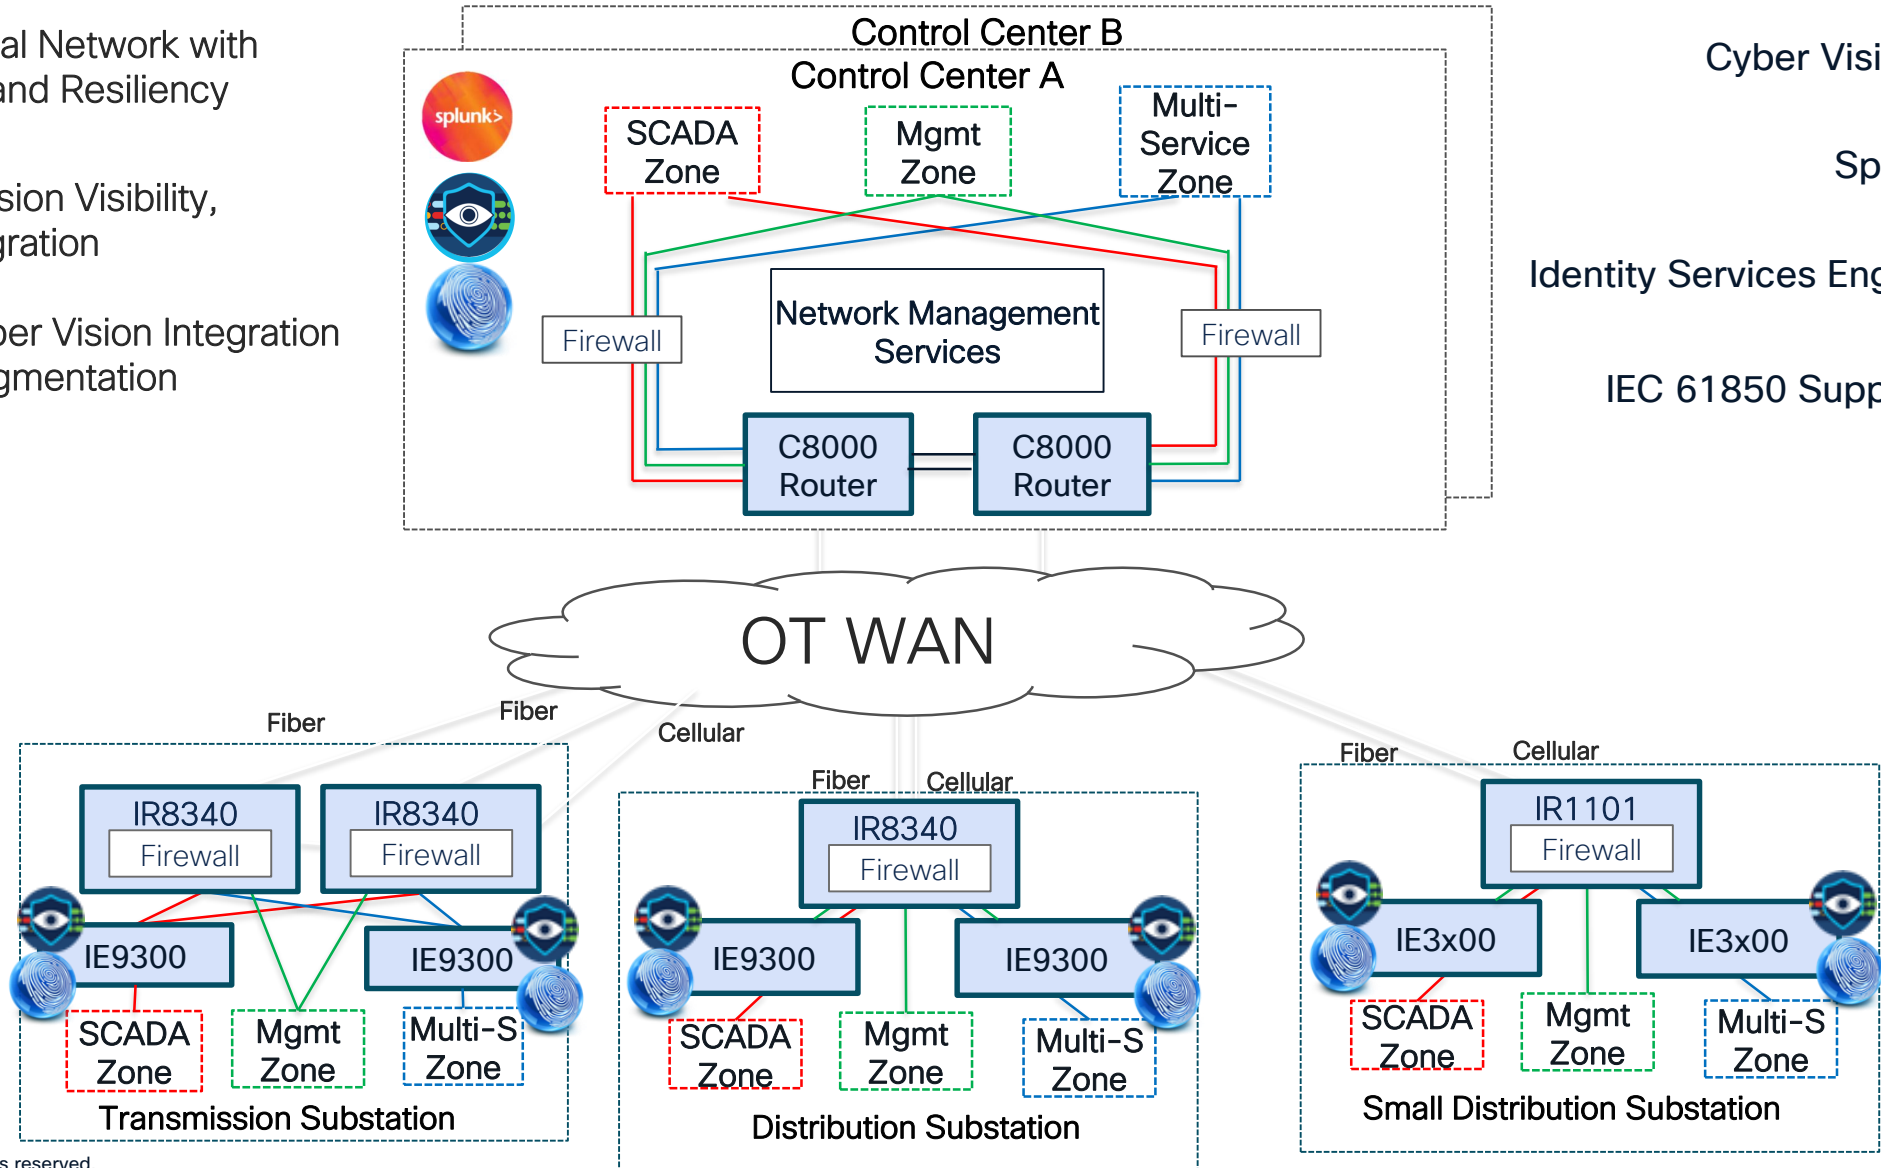 al Network with
and Resiliency
sion Visibility,
gration
ber Vision Integration
gmentation
Control Center B
Control Center A
splunk>
SCADA
Zone
Mgmt
Zone
Multi-
Service
Zone
Firewall
Network Management
Services
Firewall
C8000
Router
C8000
Router
Cyber Visi
Sp
Identity Services Eng
IEC 61850 Supp
OT WAN
Fiber
Fiber
Cellular
IR8340
Firewall
IR8340
Firewall
IE9300
IE9300
SCADA
Zone
Mgmt
Zone
Multi-S
Zone
Transmission Substation
Fiber
Cellular
IR8340
Firewall
IE9300
IE9300
SCADA
Zone
Mgmt
Zone
Multi-S
Zone
Distribution Substation
Fiber
Cellular
IR1101
Firewall
IE3x00
IE3x00
SCADA
Zone
Mgmt
Zone
Multi-S
Zone
Small Distribution Substation
s reserved